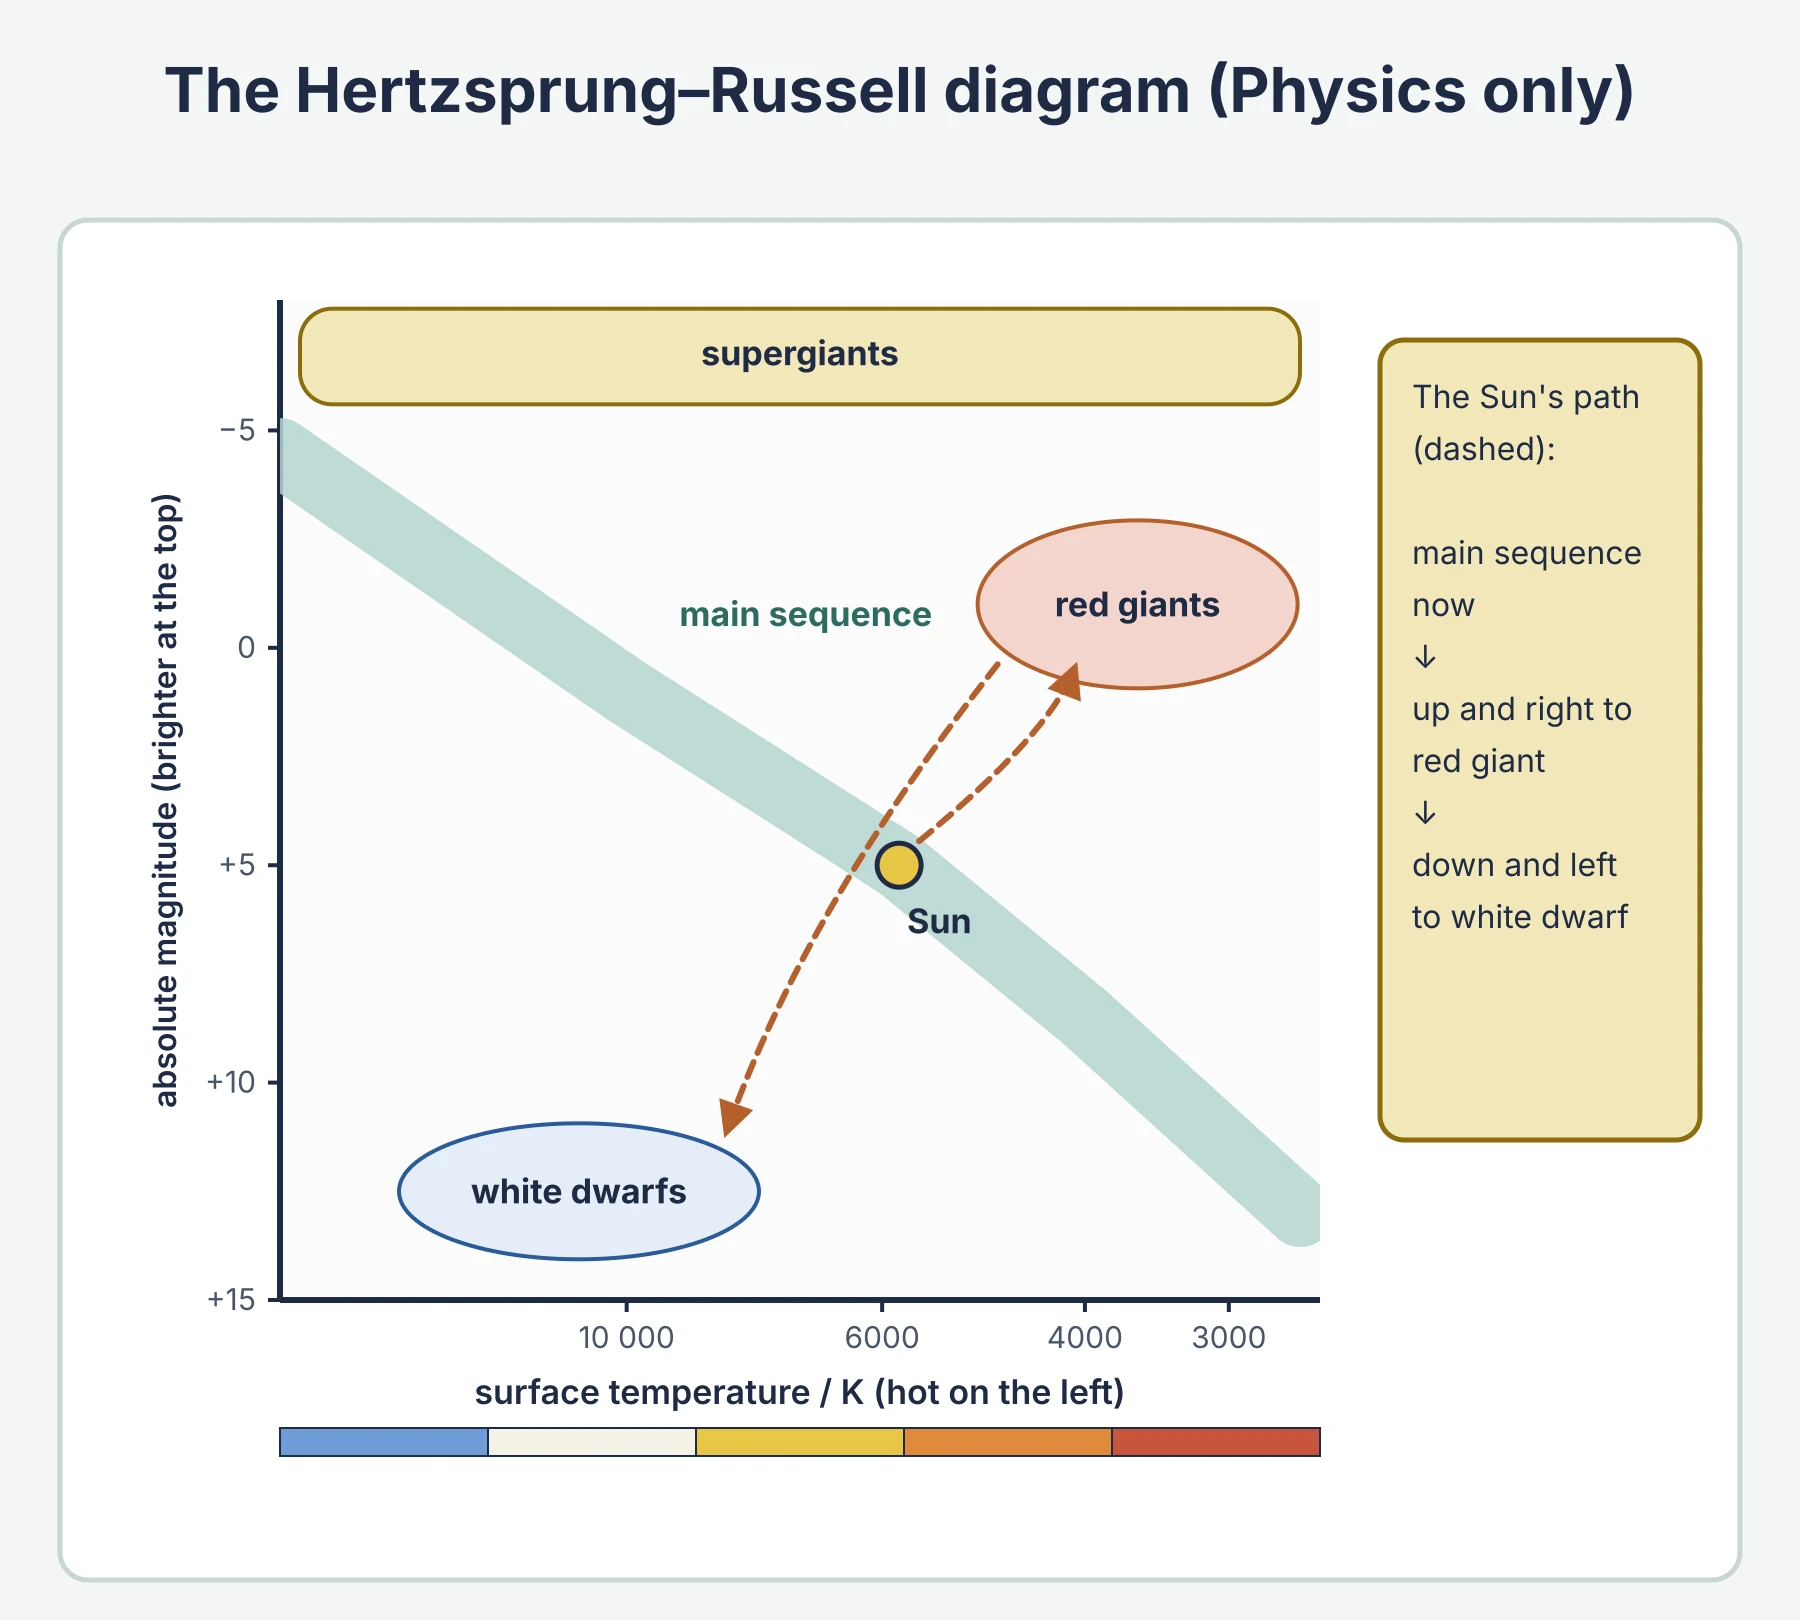 The Hertzsprung–Russell diagram (Physics only)
supergiants
−5
0
+5
+10
+15
absolute magnitude (brighter at the top)
main sequence
red giants
Sun
white dwarfs
10 000
6000
4000
3000
surface temperature / K (hot on the left)
The Sun's path
(dashed):
main sequence
now
↓
up and right to
red giant
↓
down and left
to white dwarf